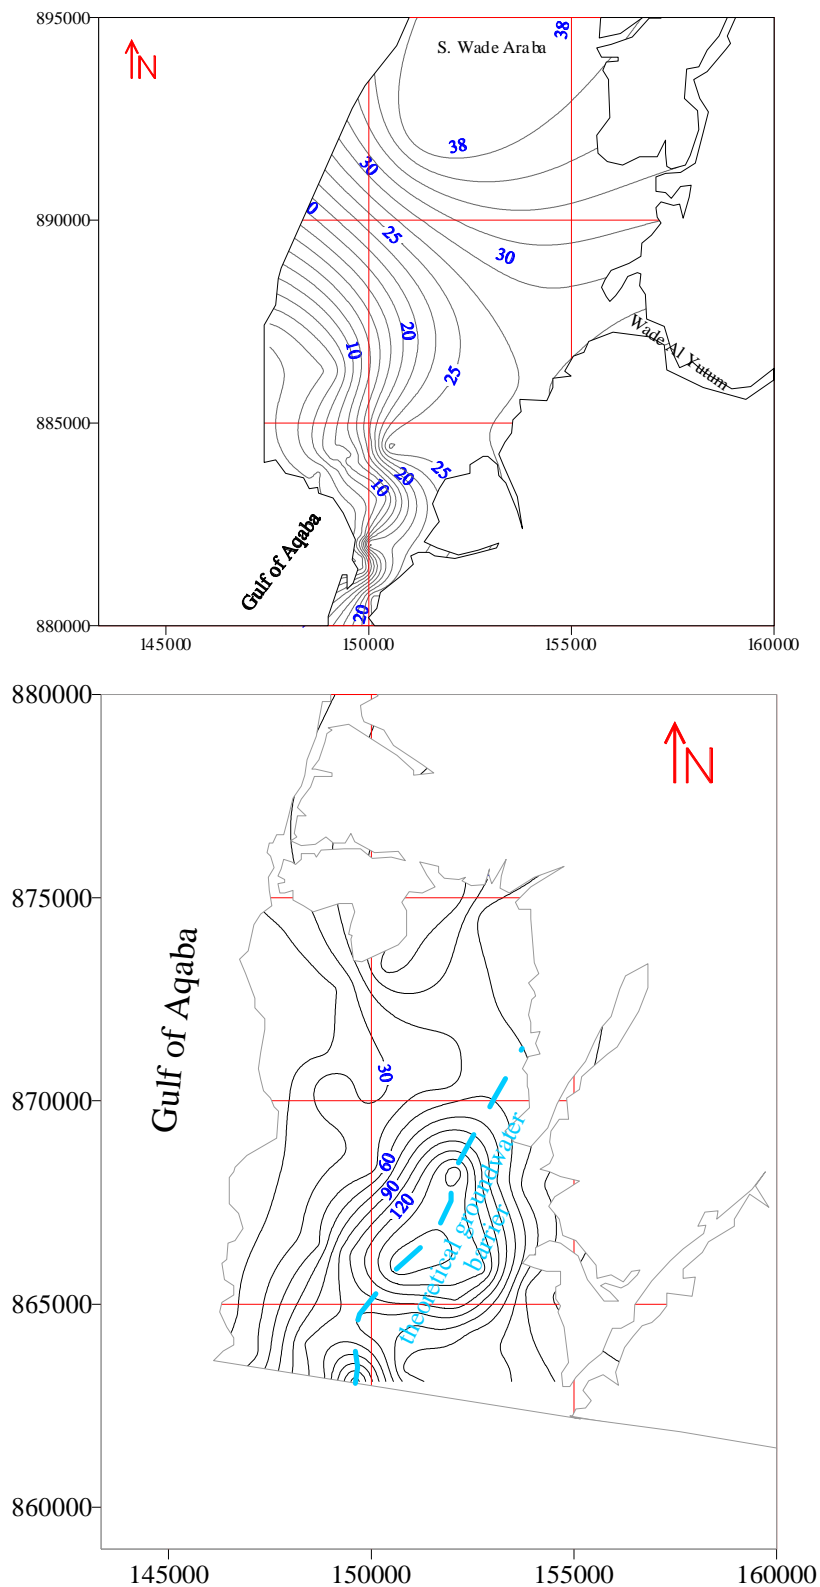 895000
N
S. Wade Araba
38
38
30
0
890000
25
30
20
10
25
Wade Al Yutum
885000
25
20
10
Gulf of Aqaba
20
880000
145000 150000 155000 160000
880000
N
875000
Gulf of Aqaba
30
870000
60
90
120
theoretical groundwater
barrier
865000
860000
145000 150000 155000 160000